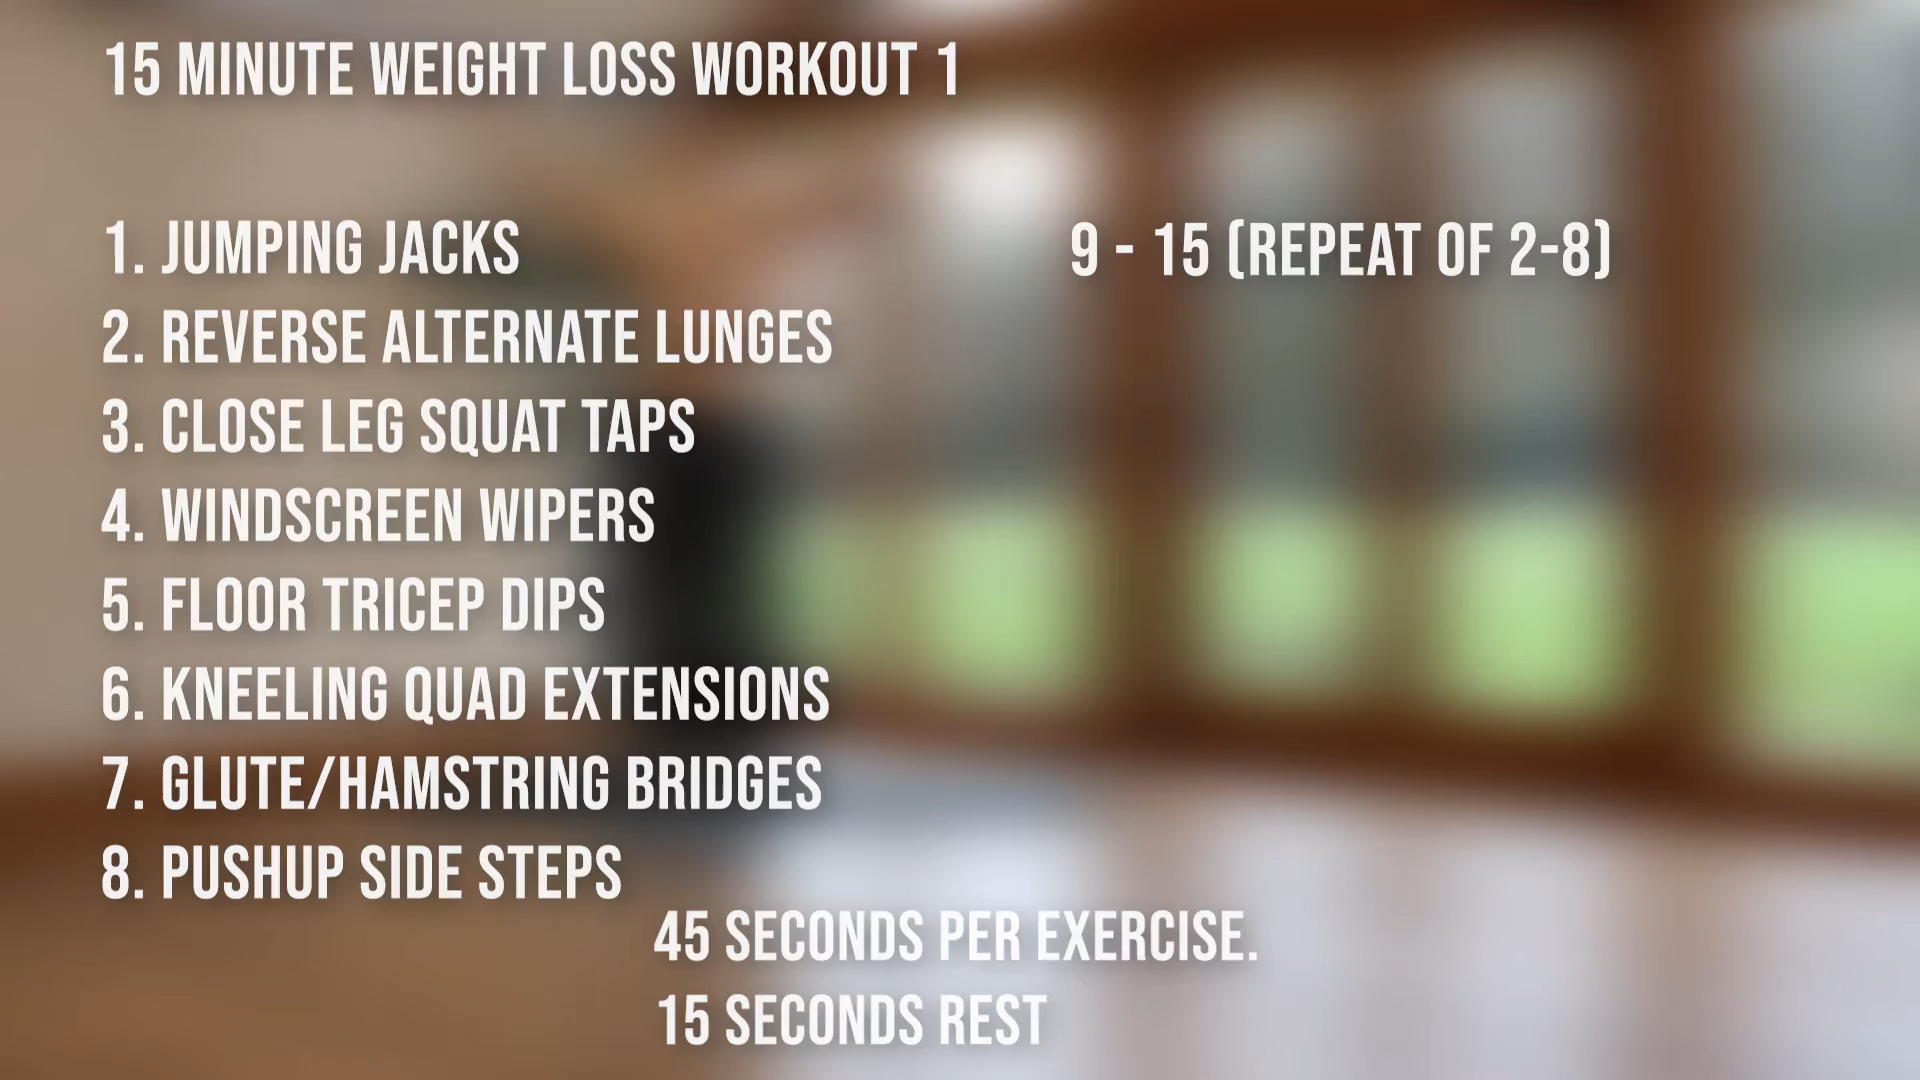 15 MINUTE WEIGHT LOSS WORKOUT 1
1. JUMPING JACKS
2. REVERSE ALTERNATE LUNGES
3. CLOSE LEG SQUAT TAPS
4. WINDSCREEN WIPERS
5. FLOOR TRICEP DIPS
6. KNEELING QUAD EXTENSIONS
7. GLUTE/HAMSTRING BRIDGES
8. PUSHUP SIDE STEPS
9 - 15 (REPEAT OF 2-8)
45 SECONDS PER EXERCISE.
15 SECONDS REST